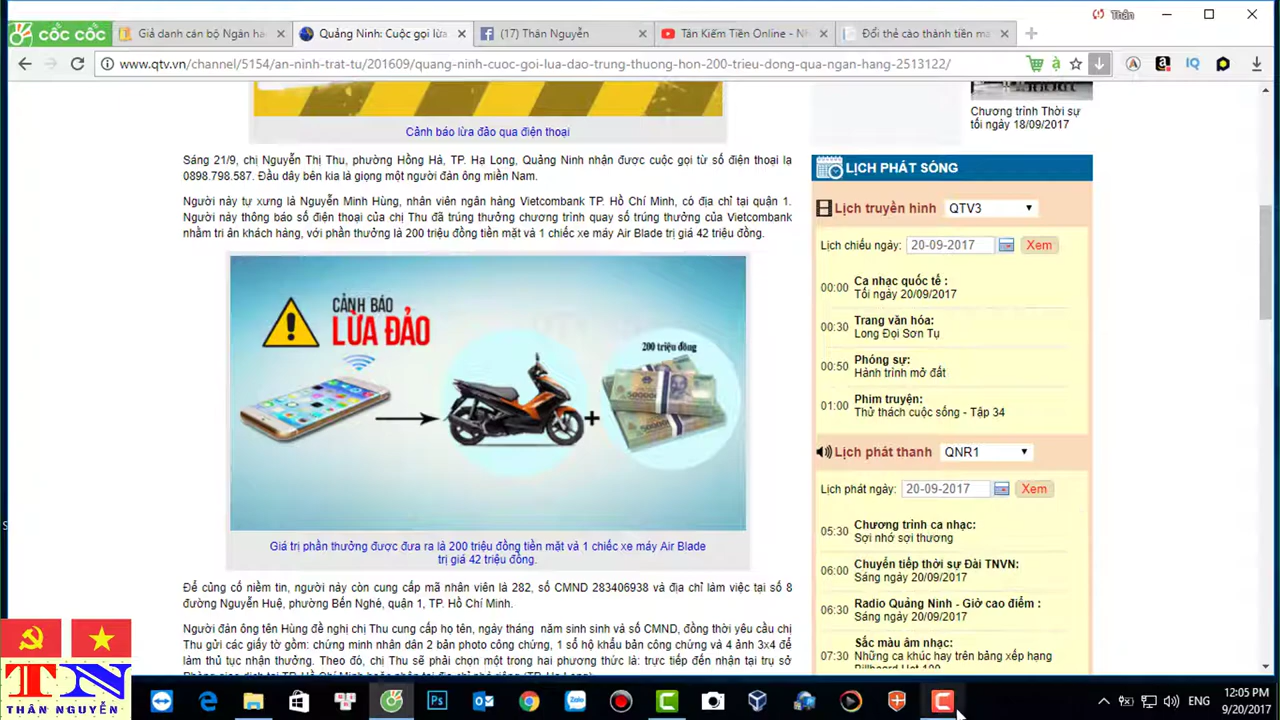 Thân
cốc cốc
Giả danh cán bộ Ngân hà
Quảng Ninh: Cuộc gọi lừa
(17) Thân Nguyễn
Tân Kiếm Tiền Online - Nh
Đổi thẻ cào thành tiền mặ
www.qtv.vn/channel/5154/an-ninh-trat-tu/201609/quang-ninh-cuoc-goi-lua-dao-trung-thuong-hon-200-trieu-dong-qua-ngan-hang-2513122/
Cảnh báo lừa đảo qua điện thoại
Sáng 21/9, chị Nguyễn Thị Thu, phường Hồng Hà, TP. Hạ Long, Quảng Ninh nhận được cuộc gọi từ số điện thoại la
0898.798.587. Đầu dây bên kia là giọng một người đàn ông miền Nam.
Người này tự xưng là Nguyễn Minh Hùng, nhân viên ngân hàng Vietcombank TP. Hồ Chí Minh, có địa chỉ tại quận 1.
Người này thông báo số điện thoại của chị Thu đã trúng thưởng chương trình quay số trúng thưởng của Vietcombank
nhằm tri ân khách hàng, với phần thưởng là 200 triệu đồng tiền mặt và 1 chiếc xe máy Air Blade trị giá 42 triệu đồng.
CẢNH BÁO
LỪA ĐẢO
200 triệu đồng
Giá trị phần thưởng được đưa ra là 200 triệu đồng tiền mặt và 1 chiếc xe máy Air Blade
trị giá 42 triệu đồng.
Để củng cố niềm tin, người này còn cung cấp mã nhân viên là 282, số CMND 283406938 và địa chỉ làm việc tại số 8
đường Nguyễn Huệ, phường Bến Nghé, quận 1, TP. Hồ Chí Minh.
Người đàn ông tên Hùng đề nghị chị Thu cung cấp họ tên, ngày tháng năm sinh sinh và số CMND, đồng thời yêu cầu chị
Thu gửi các giấy tờ gồm: chứng minh nhân dân 2 bản photo công chứng, 1 sổ hộ khẩu bản công chứng và 4 ảnh 3x4 để
làm thủ tục nhận thưởng. Theo đó, chị Thu sẽ phải chọn một trong hai phương thức là: trực tiếp đến nhận tại trụ sở
Chương trình Thời sự
tối ngày 18/09/2017
LỊCH PHÁT SÓNG
Lịch truyền hình QTV3
Lịch chiếu ngày: 20-09-2017 Xem
00:00 Ca nhạc quốc tế :
Tối ngày 20/09/2017
00:30 Trang văn hóa:
Long Đọi Sơn Tụ
00:50 Phóng sự:
Hành trình mở đất
01:00 Phim truyện:
Thử thách cuộc sống - Tập 34
Lịch phát thanh QNR1
Lịch phát ngày: 20-09-2017 Xem
05:30 Chương trình ca nhạc:
Sợi nhớ sợi thương
06:00 Chuyển tiếp thời sự Đài TNVN:
Sáng ngày 20/09/2017
06:30 Radio Quảng Ninh - Giờ cao điểm :
Sáng ngày 20/09/2017
07:30 Sắc màu âm nhạc:
Những ca khúc hay trên bảng xếp hạng
TN
THÂN NGUYỄN
ENG
12:05 PM
9/20/2017